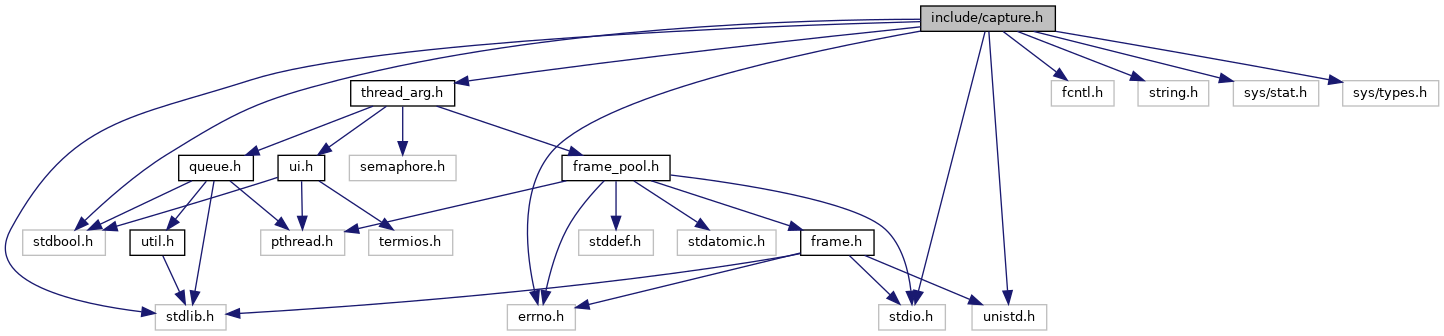 include/capture.h
thread_arg.h
fcntl.h
string.h
sys/stat.h
sys/types.h
queue.h
ui.h
semaphore.h
frame_pool.h
stdbool.h
util.h
pthread.h
termios.h
stddef.h
stdatomic.h
frame.h
stdlib.h
errno.h
stdio.h
unistd.h